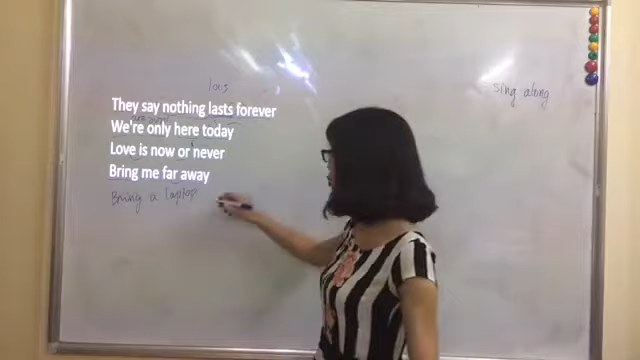 sing along
They say nothing lasts forever
We're only here today
Love is now or never
Bring me far away
Bring a laptop